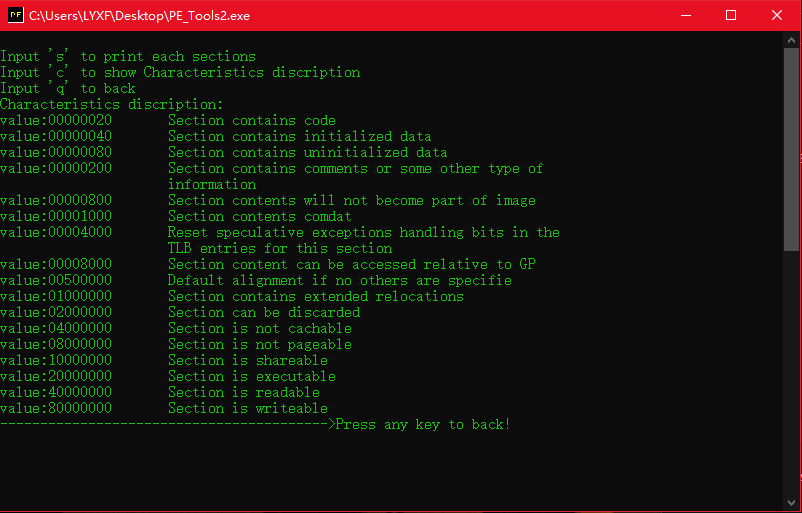 C:\Users\LYXF\Desktop\PE_Tools2.exe
Input 's' to print each sections
Input 'c' to show Characteristics discription
Input 'q' to back
Characteristics discription:
value:00000020 Section contains code
value:00000040 Section contains initialized data
value:00000080 Section contains uninitialized data
value:00000200 Section contains comments or some other type of
information
value:00000800 Section contents will not become part of image
value:00001000 Section contents comdat
value:00004000 Reset speculative exceptions handling bits in the
TLB entries for this section
value:00008000 Section content can be accessed relative to GP
value:00500000 Default alignment if no others are specifie
value:01000000 Section contains extended relocations
value:02000000 Section can be discarded
value:04000000 Section is not cachable
value:08000000 Section is not pageable
value:10000000 Section is shareable
value:20000000 Section is executable
value:40000000 Section is readable
value:80000000 Section is writeable
----------------------------------------->Press any key to back!